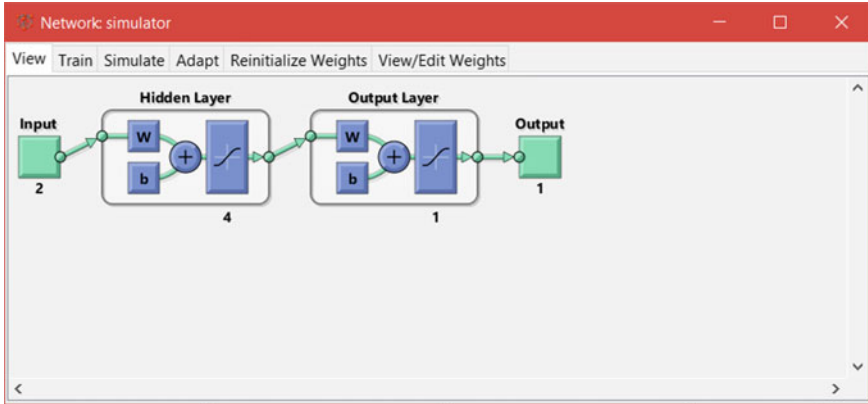 Network: simulator
View Train Simulate Adapt Reinitialize Weights View/Edit Weights
Hidden Layer Output Layer
Input Output
W W
b b
2 1
4 1